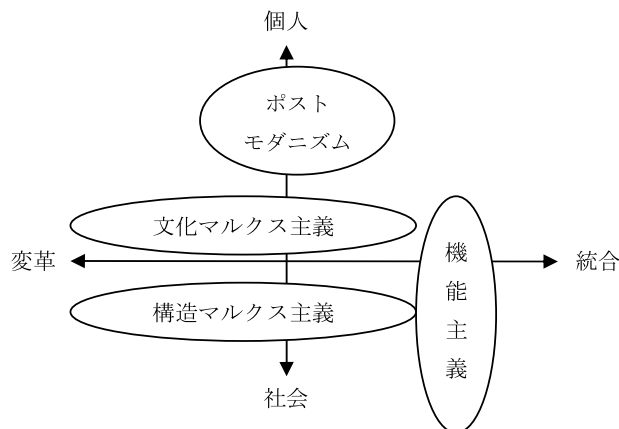 個人
ポスト
モダニズム
文化マルクス主義
変革
統合
機能主義
構造マルクス主義
社会